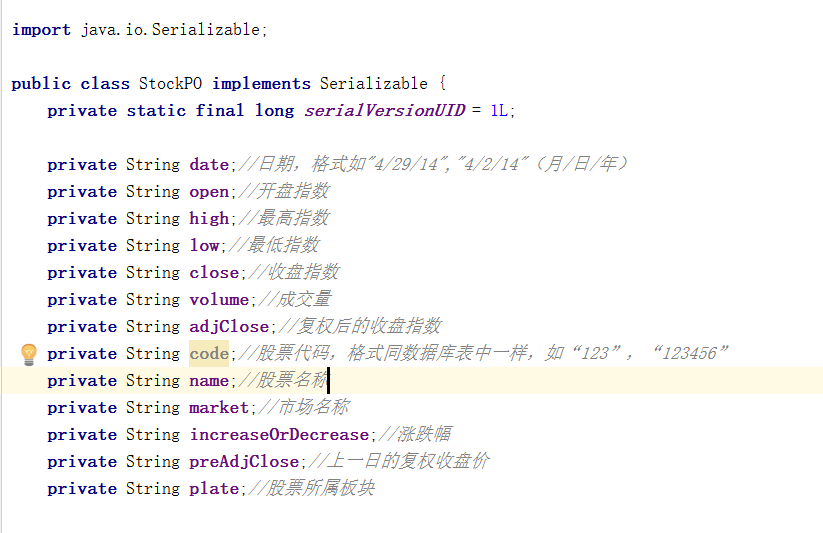 import java.io.Serializable;
public class StockPO implements Serializable {
private static final long serialVersionUID = 1L;
private String date;//日期，格式如"4/29/14","4/2/14"（月/日/年）
private String open;//开盘指数
private String high;//最高指数
private String low;//最低指数
private String close;//收盘指数
private String volume;//成交量
private String adjClose;//复权后的收盘指数
private String code;//股票代码，格式同数据库表中一样，如“123”，“123456”
private String name;//股票名称
private String market;//市场名称
private String increaseOrDecrease;//涨跌幅
private String preAdjClose;//上一日的复权收盘价
private String plate;//股票所属板块